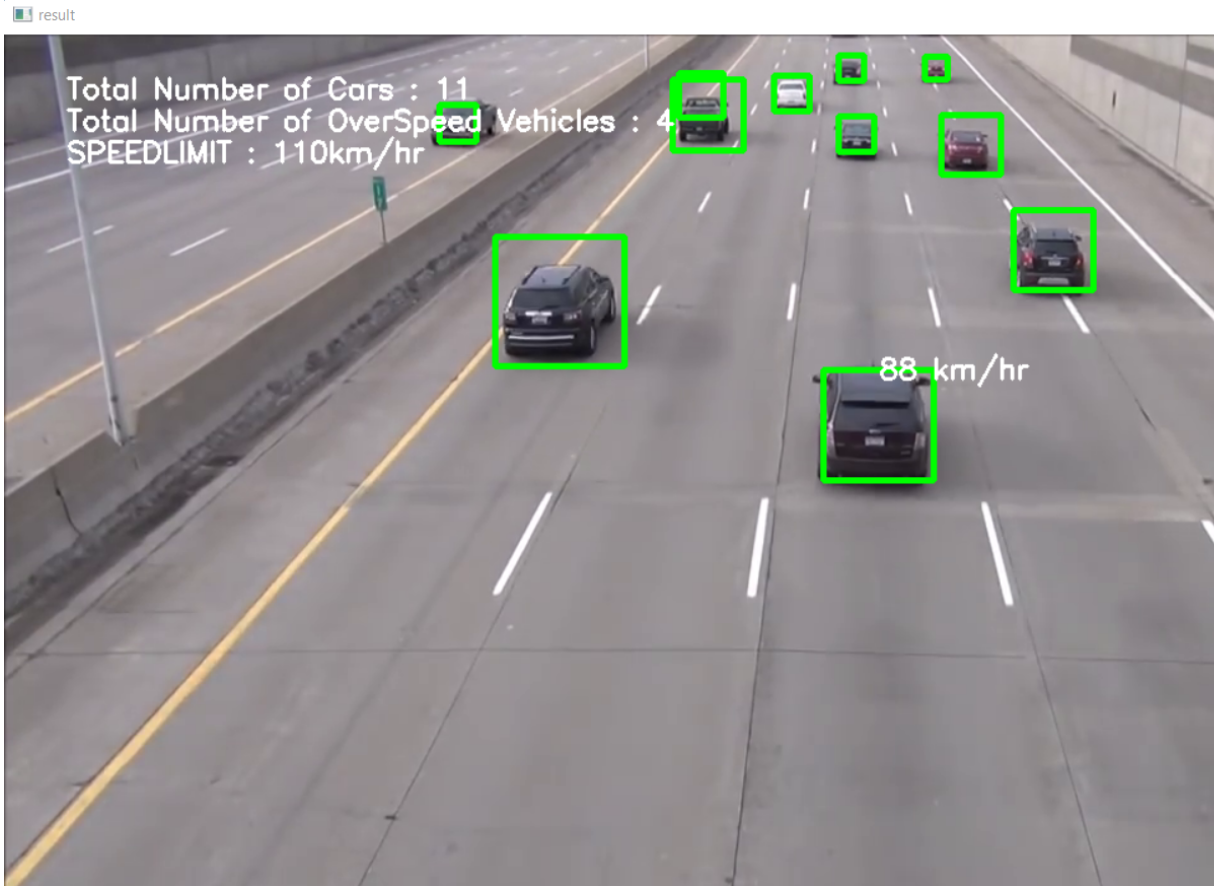 result
Total Number of Cars : 11
Total Number of OverSpeed Vehicles : 4
SPEEDLIMIT : 110km/hr
88 km/hr